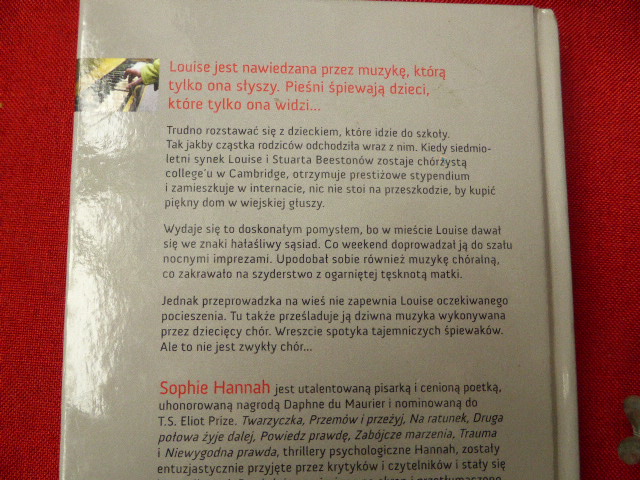 Louise jest nawiedzana przez muzykę, którą
tylko ona słyszy. Pieśni śpiewają dzieci,
które tylko ona widzi...
Trudno rozstawać się z dzieckiem, które idzie do szkoły.
Tak jakby cząstka rodziców odchodziła wraz z nim. Kiedy siedmio-
letni synek Louise i Stuarta Beestonów zostaje chórżystą
college'u w Cambridge, otrzymuje prestiżowe stypendium
i zamieszkuje w internacie, nic nie stoi na przeszkodzie, by kupić
piękny dom w wiejskiej głuszy.
Wydaje się to doskonałym pomysłem, bo w mieście Louise dawał
się we znaki hałaśliwy sąsiad. Co weekend doprowadzał ją do szału
nocnymi imprezami. Upodobał sobie również muzykę chóralną,
co zakrawało na szyderstwo z ogarniętej tęsknotą matki.
Jednak przeprowadzka na wieś nie zapewnia Louise oczekiwanego
pocieszenia. Tu także prześladuje ją dziwna muzyka wykonywana
przez dziecięcy chór. Wreszcie spotyka tajemniczych śpiewaków.
Ale to nie jest zwykły chór...
Sophie Hannah jest utalentowaną pisarką i cenioną poetką,
uhonorowaną nagrodą Daphne du Maurier i nominowaną do
T.S. Eliot Prize. Twarzyczka, Przemów i przeżyj, Na ratunek, Druga
połowa żyje dalej, Powiedz prawdę, Zabójcze marzenia, Trauma
i Niewygodna prawda, thrillery psychologiczne Hannah, zostały
entuzjastycznie przyjęte przez krytyków i czytelników i stały się